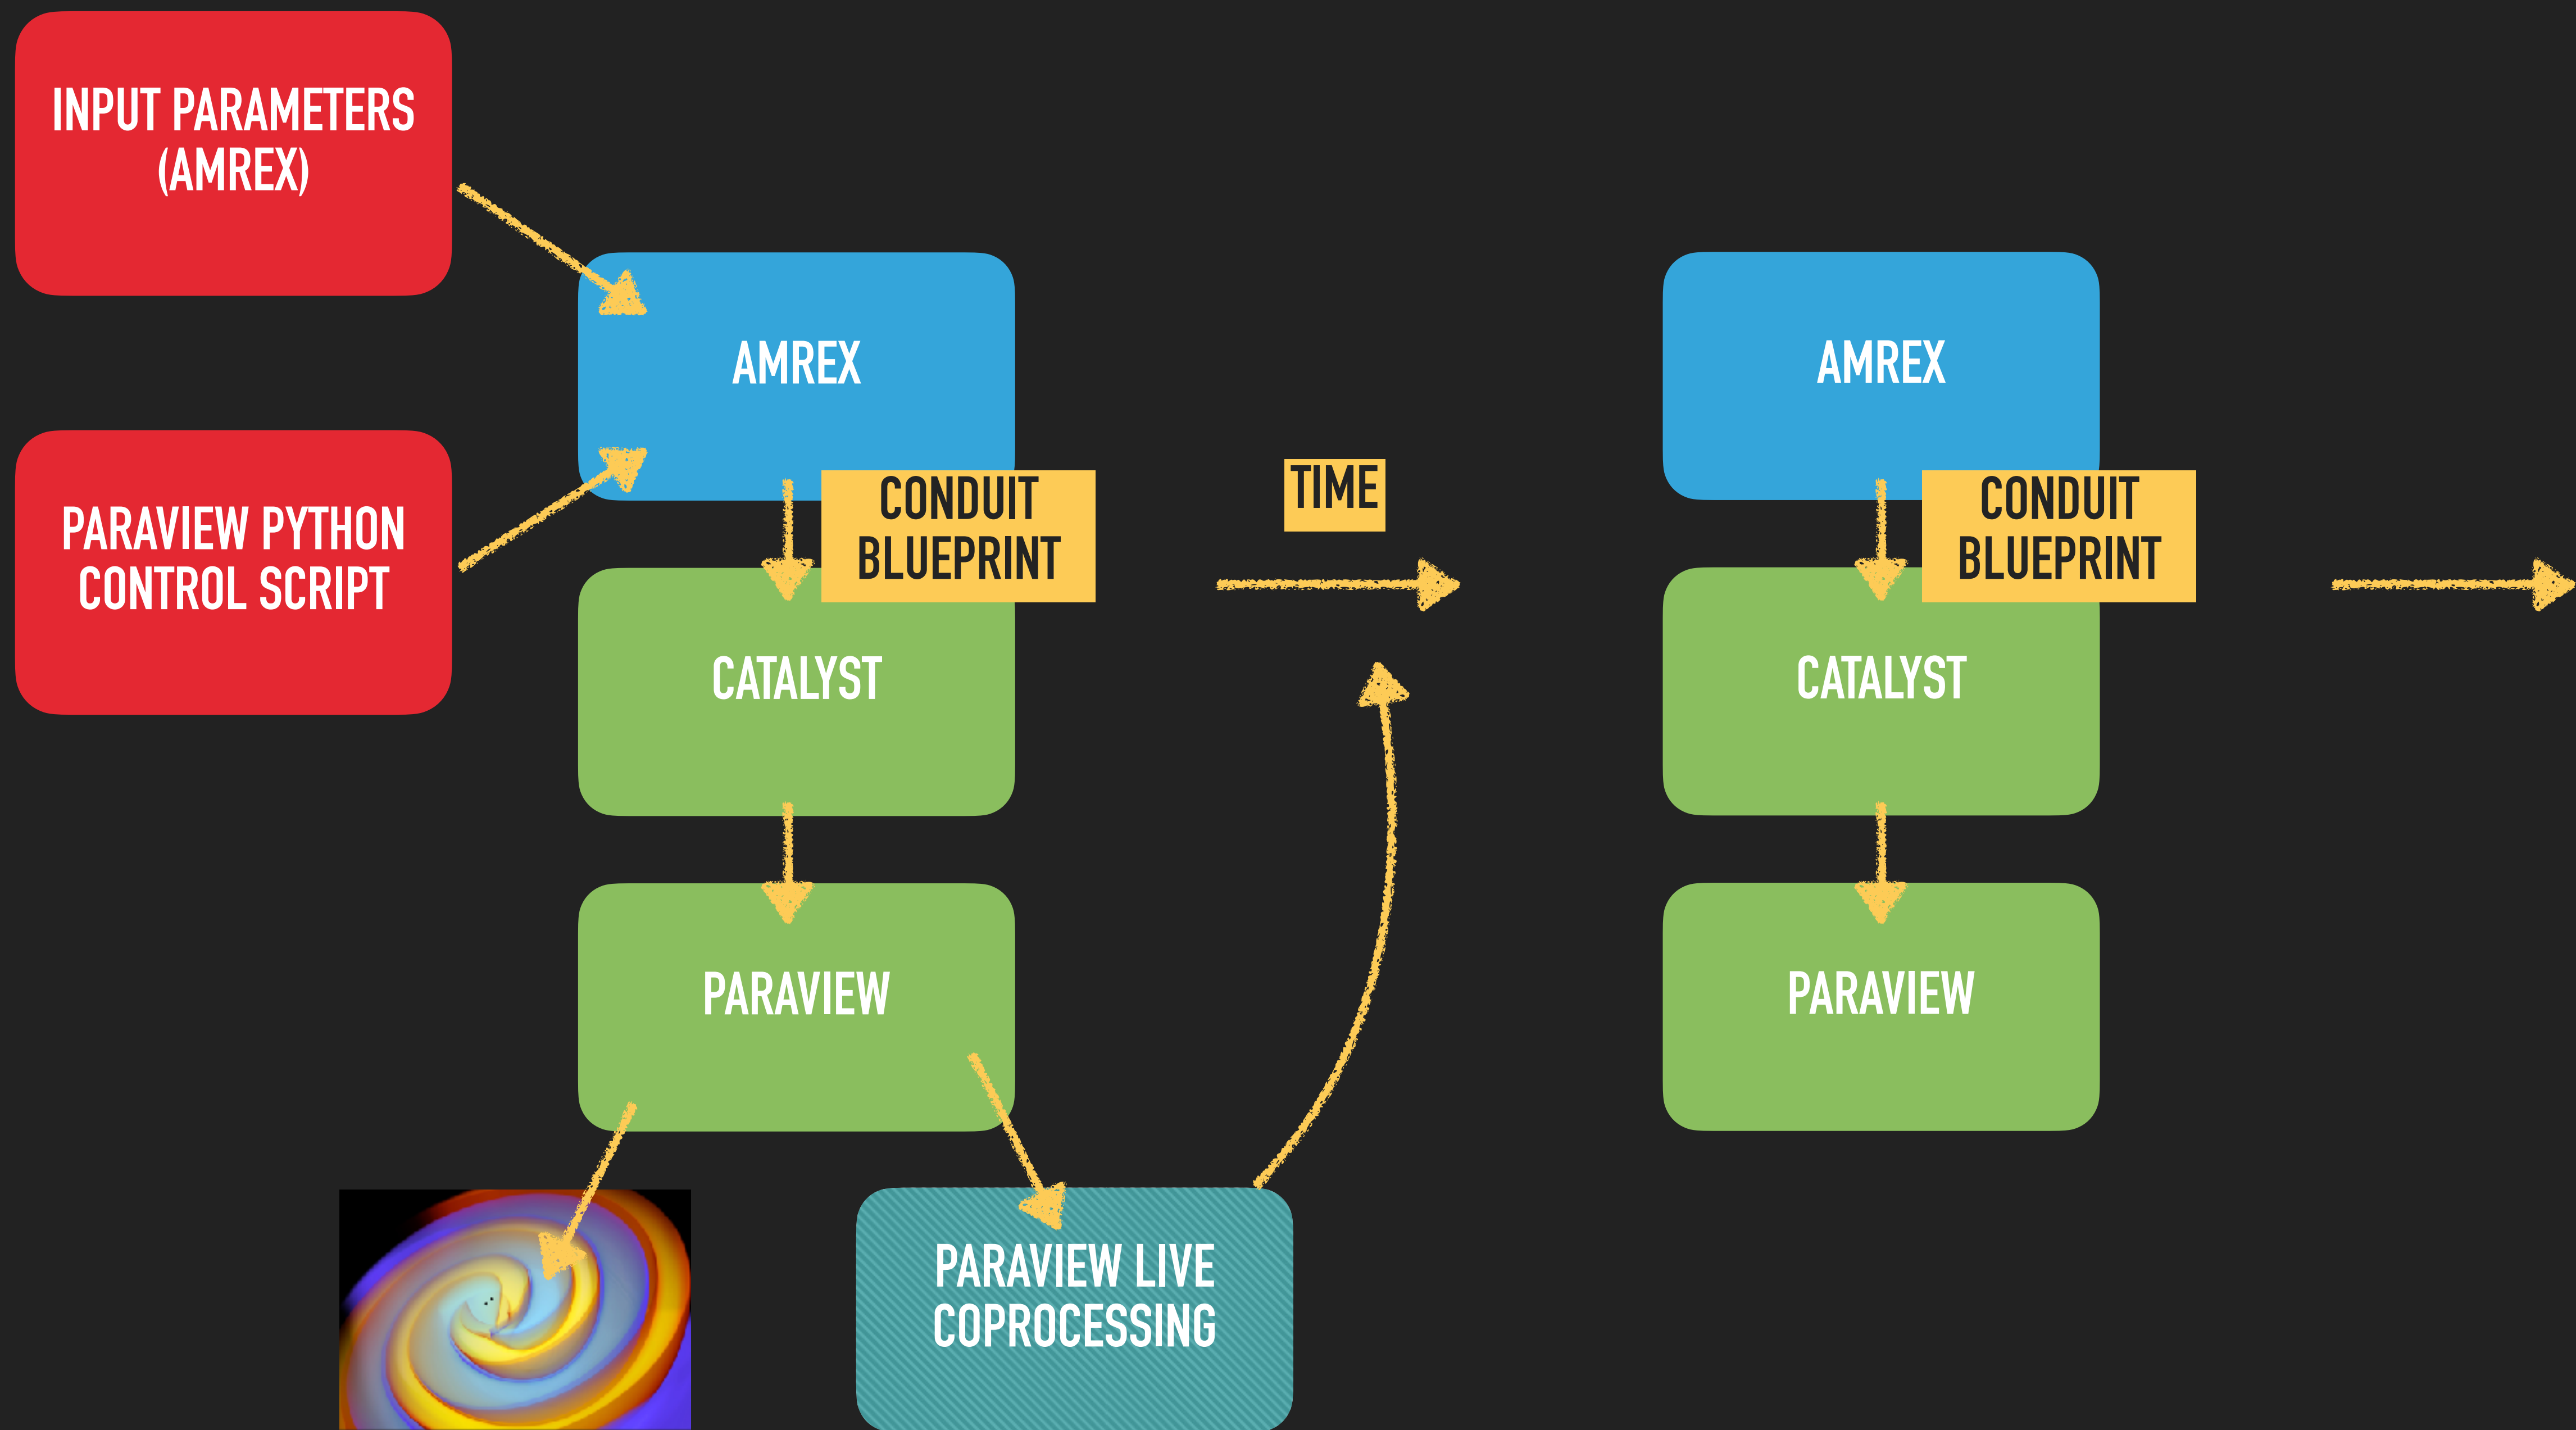 INPUT PARAMETERS
(AMREX)
PARAVIEW PYTHON
CONTROL SCRIPT
AMREX
CONDUIT
BLUEPRINT
CATALYST
PARAVIEW
PARAVIEW LIVE
COPROCESSING
TIME
AMREX
CONDUIT
BLUEPRINT
CATALYST
PARAVIEW